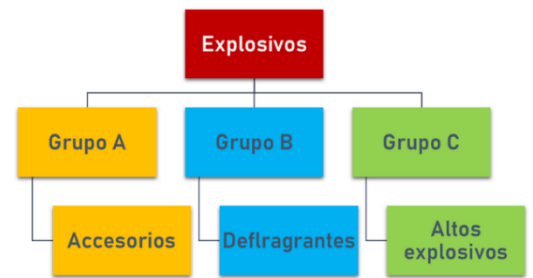 Explosivos
Grupo A
Grupo B
Grupo C
Accesorios
Deflragrantes
Altos
explosivos